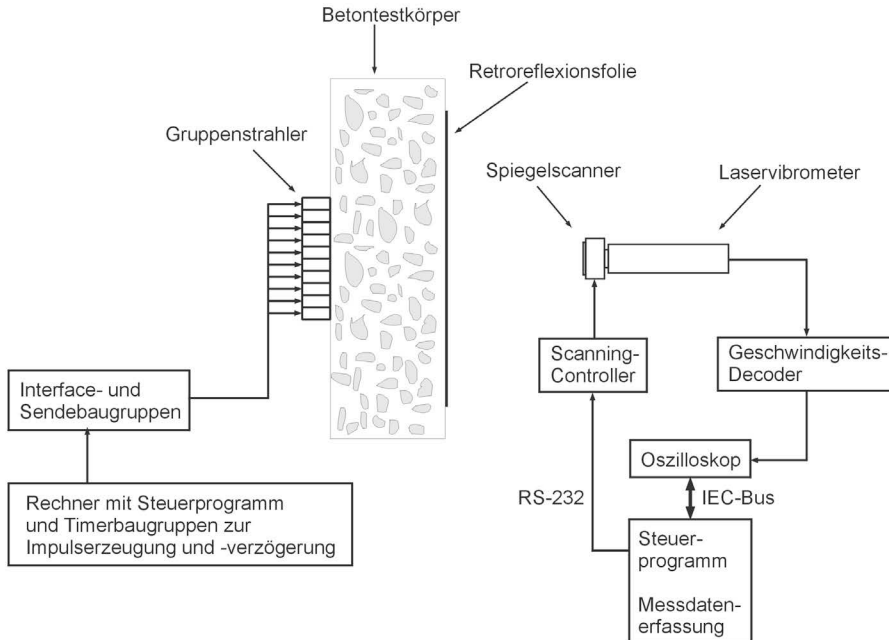 Betontestkörper
Retroreflexionsfolie
Gruppenstrahler
Spiegelscanner
Laservibrometer
Scanning-
Controller
Geschwindigkeits-
Decoder
Interface- und
Sendebaugruppen
Oszilloskop
RS-232
IEC-Bus
Rechner mit Steuerprogramm
und Timerbaugruppen zur
Impulserzeugung und -verzögerung
Steuer-
programm
Messdaten-
erfassung